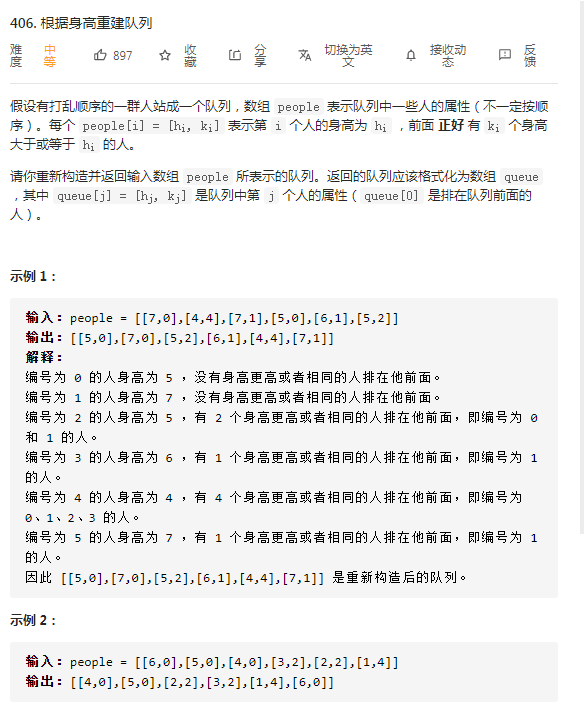 406. 根据身高重建队列
难度 中等 897 收藏 分享 切换为英文 接收动态 反馈
假设有打乱顺序的一群人站成一个队列，数组 people 表示队列中一些人的属性（不一定按顺
序）。每个 people[i] = [hi, ki] 表示第 i 个人的身高为 hi ，前面 正好 有 ki 个身高
大于或等于 hi 的人。
请你重新构造并返回输入数组 people 所表示的队列。返回的队列应该格式化为数组 queue
，其中 queue[j] = [hj, kj] 是队列中第 j 个人的属性（ queue[0] 是排在队列前面的
人）。
示例 1：
输入：people = [[7,0],[4,4],[7,1],[5,0],[6,1],[5,2]]
输出：[[5,0],[7,0],[5,2],[6,1],[4,4],[7,1]]
解释：
编号为 0 的人身高为 5 ，没有身高更高或者相同的人排在他前面。
编号为 1 的人身高为 7 ，没有身高更高或者相同的人排在他前面。
编号为 2 的人身高为 5 ，有 2 个身高更高或者相同的人排在他前面，即编号为 0
和 1 的人。
编号为 3 的人身高为 6 ，有 1 个身高更高或者相同的人排在他前面，即编号为 1
的人。
编号为 4 的人身高为 4 ，有 4 个身高更高或者相同的人排在他前面，即编号为
0、1、2、3 的人。
编号为 5 的人身高为 7 ，有 1 个身高更高或者相同的人排在他前面，即编号为 1
的人。
因此 [[5,0],[7,0],[5,2],[6,1],[4,4],[7,1]] 是重新构造后的队列。
示例 2：
输入：people = [[6,0],[5,0],[4,0],[3,2],[2,2],[1,4]]
输出：[[4,0],[5,0],[2,2],[3,2],[1,4],[6,0]]